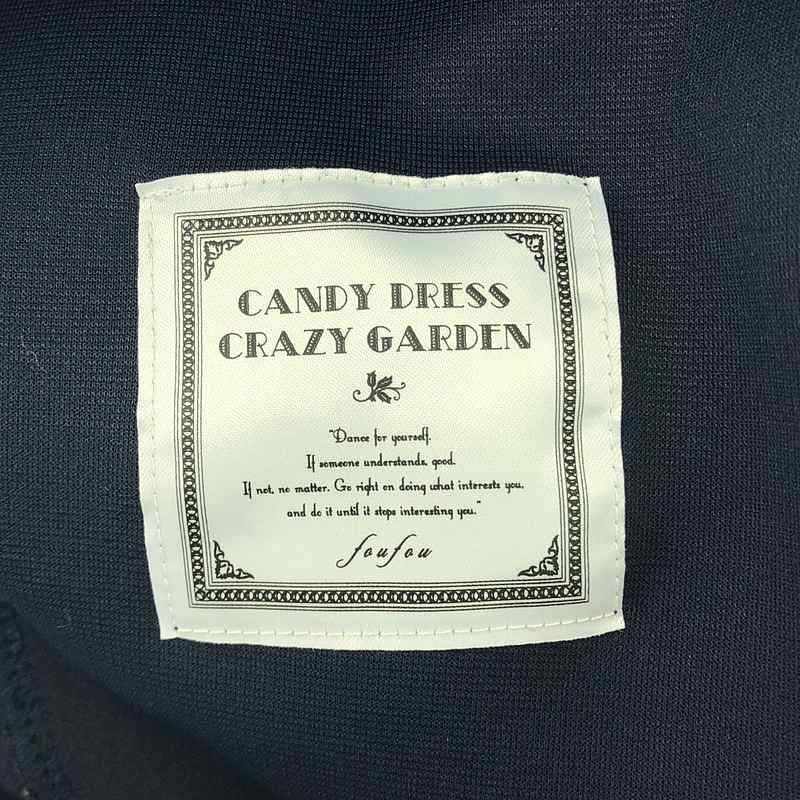 CANDY DRESS
CRAZY GARDEN
"Dance for yourself.
If someone understands, good.
If not, no matter. Go right on doing what interests you,
and do it until it stops interesting you."
foufou